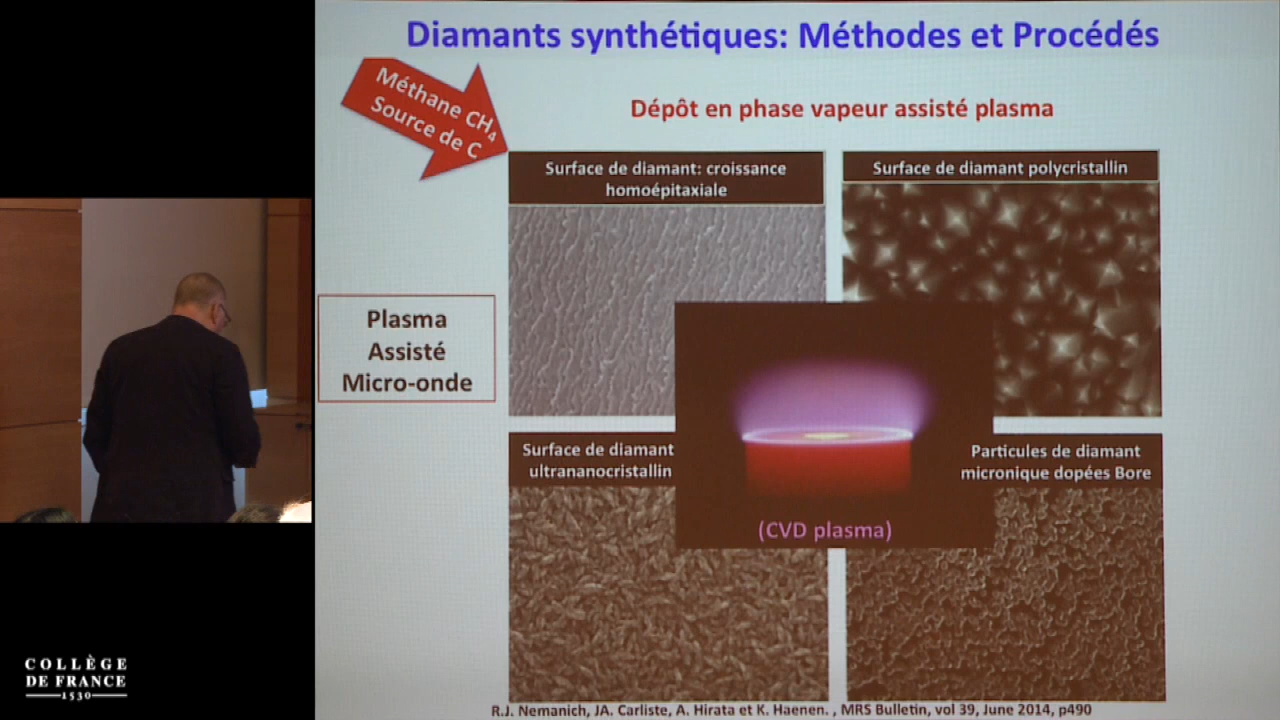 Diamants synthétiques: Méthodes et Procédés
Méthane CH4
Source de C
Dépôt en phase vapeur assisté plasma
Surface de diamant: croissance
homoépitaxiale
Surface de diamant polycristallin
Plasma
Assisté
Micro-onde
Surface de diamant
ultrananocristallin
Particules de diamant
micronique dopées Bore
(CVD plasma)
COLLÈGE
DE FRANCE
1530
R.J. Nemanich, JA. Carliste, A. Hirata et K. Haenen. , MRS Bulletin, vol 39, June 2014, p490